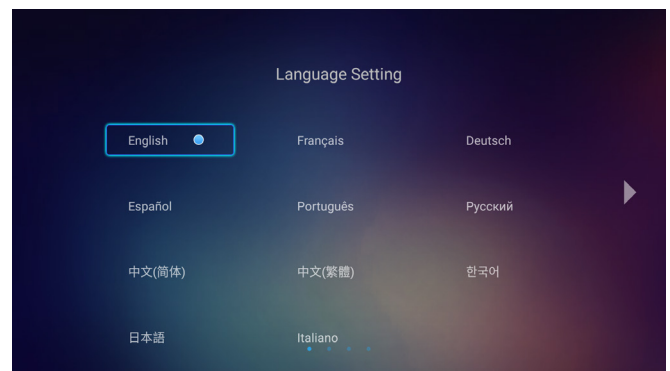 Language Setting
English
Français
Deutsch
Español
Português
Русский
中文(简体)
中文(繁體)
한국어
日本語
Italiano